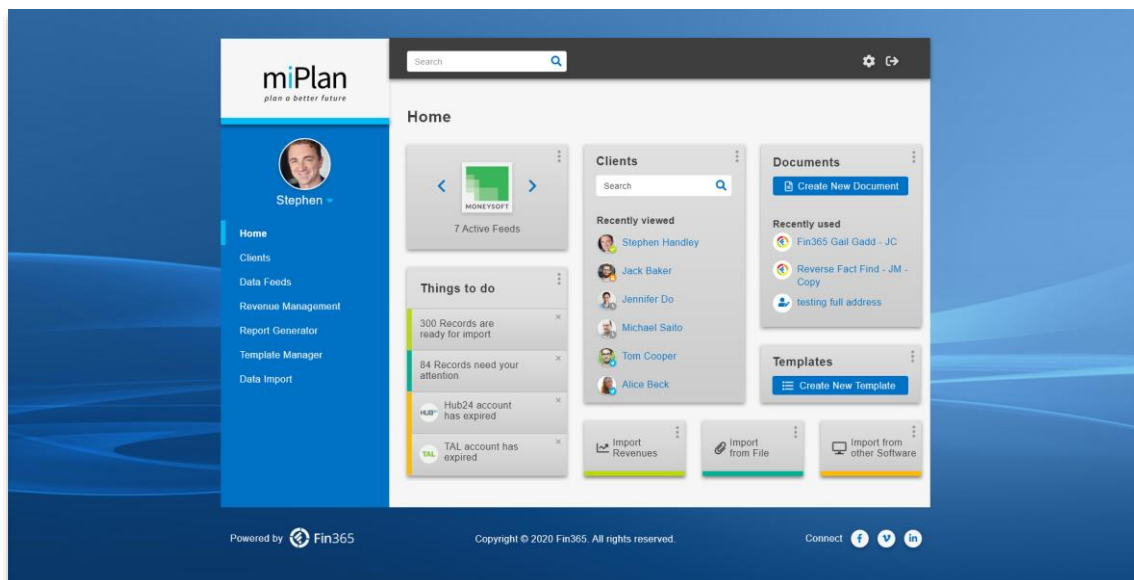 miPlan
plan a better future
Stephen
Home
Clients
Data Feeds
Revenue Management
Report Generator
Template Manager
Data Import
Search
Home
MONEYSOFT
7 Active Feeds
Things to do
300 Records are
ready for import
84 Records need your
attention
HUB24
Hub24 account
has expired
TAL
TAL account has
expired
Clients
Search
Recently viewed
Stephen Handley
Jack Baker
Jennifer Do
Michael Saito
Tom Cooper
Alice Beck
Documents
Create New Document
Recently used
Fin365 Gail Gadd - JC
Reverse Fact Find - JM -
Copy
testing full address
Templates
Create New Template
Import
Revenues
Import
from File
Import from
other Software
Powered by Fin365
Copyright © 2020 Fin365. All rights reserved.
Connect